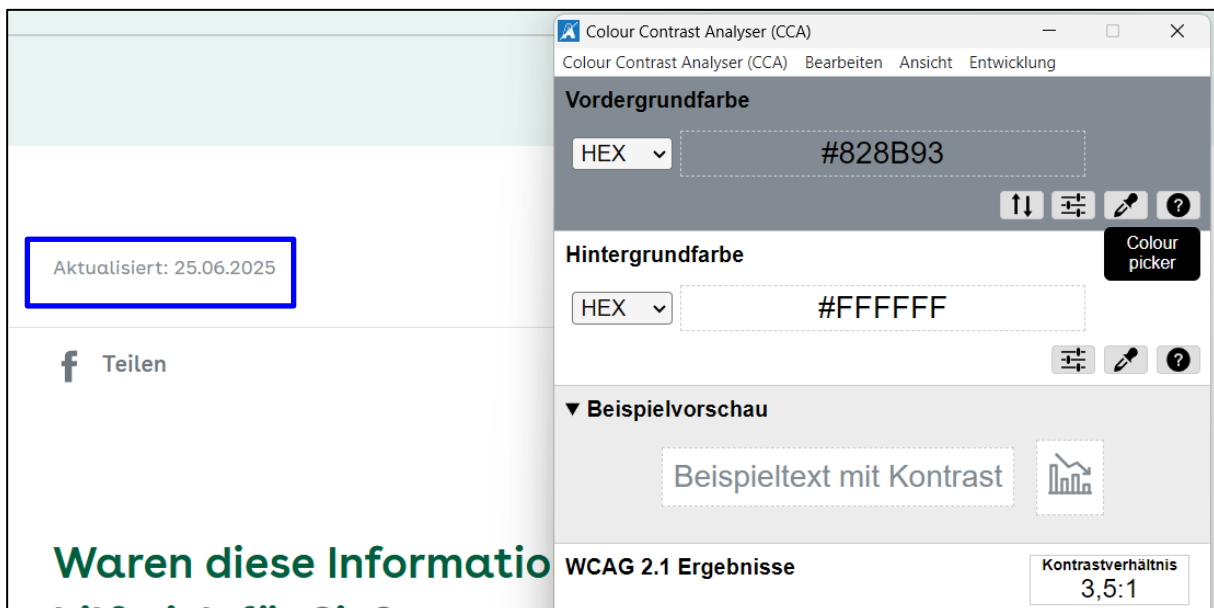 Aktualisiert: 25.06.2025
f Teilen
Waren diese Informatio
Colour Contrast Analyser (CCA)
Colour Contrast Analyser (CCA) Bearbeiten Ansicht Entwicklung
Vordergrundfarbe
HEX #828B93
Colour
picker
Hintergrundfarbe
HEX #FFFFFF
Beispielvorschau
Beispieltext mit Kontrast
WCAG 2.1 Ergebnisse
Kontrastverhältnis
3,5:1